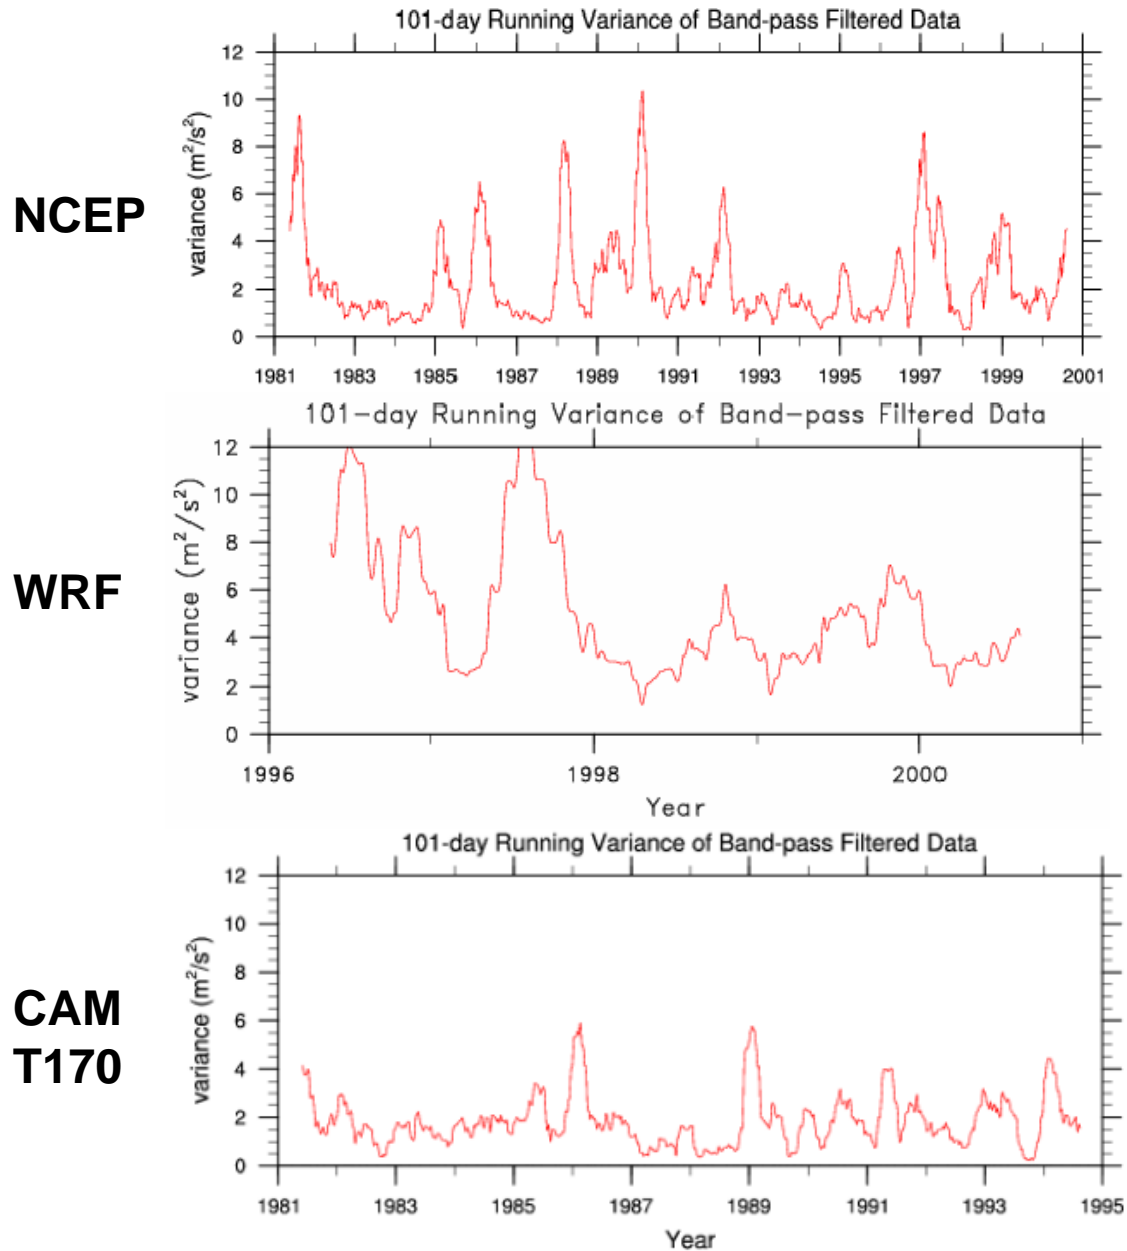 101-day Running Variance of Band-pass Filtered Data
NCEP
variance (m²/s²)
12
10
8
6
4
2
0
1981 1983 1985 1987 1989 1991 1993 1995 1997 1999 2001
101-day Running Variance of Band-pass Filtered Data
WRF
variance (m²/s²)
12
10
8
6
4
2
0
1996 1998 2000
Year
101-day Running Variance of Band-pass Filtered Data
CAM
T170
variance (m²/s²)
12
10
8
6
4
2
0
1981 1983 1985 1987 1989 1991 1993 1995
Year